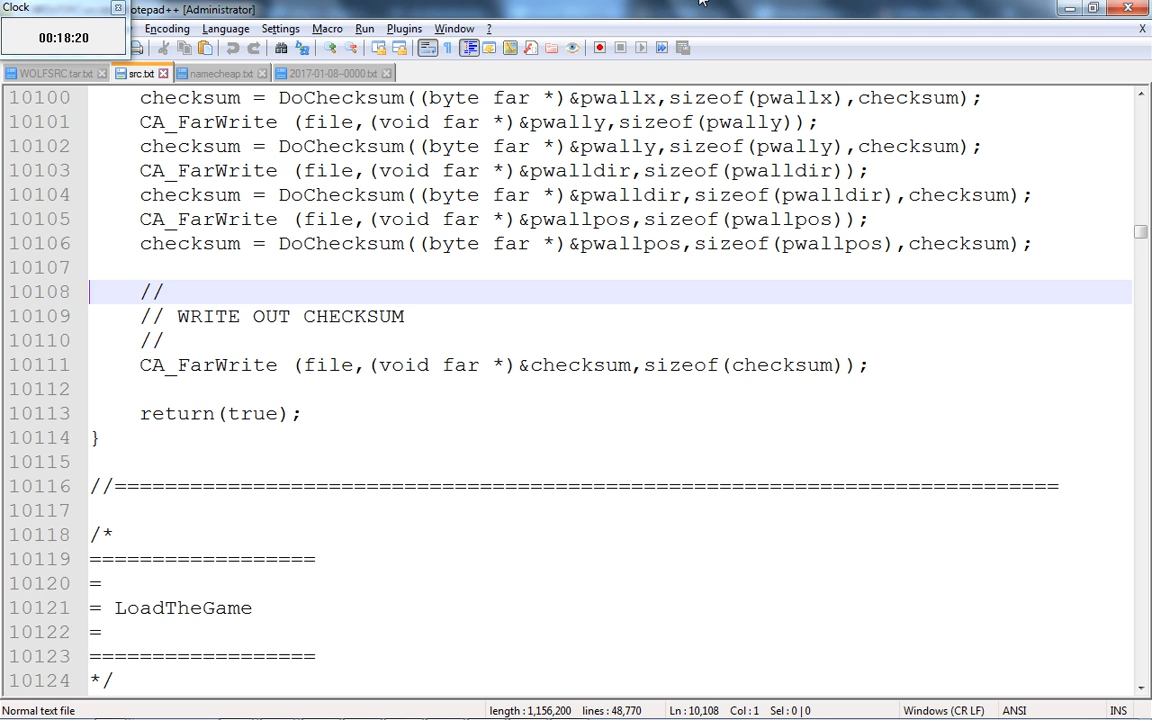 Clock
otepad++ [Administrator]
00:18:20
Encoding Language Settings Macro Run Plugins Window ?
X
WOLFSRC.tar.txt src.txt namecheap.txt 2017-01-08--0000.txt
10100 checksum = DoChecksum((byte far *)&pwallx,sizeof(pwallx),checksum);
10101 CA_FarWrite (file,(void far *)&pwally,sizeof(pwally));
10102 checksum = DoChecksum((byte far *)&pwally,sizeof(pwally),checksum);
10103 CA_FarWrite (file,(void far *)&pwalldir,sizeof(pwalldir));
10104 checksum = DoChecksum((byte far *)&pwalldir,sizeof(pwalldir),checksum);
10105 CA_FarWrite (file,(void far *)&pwallpos,sizeof(pwallpos));
10106 checksum = DoChecksum((byte far *)&pwallpos,sizeof(pwallpos),checksum);
10107
10108 //
10109 // WRITE OUT CHECKSUM
10110 //
10111 CA_FarWrite (file,(void far *)&checksum,sizeof(checksum));
10112
10113 return(true);
10114 }
10115
10116 //===========================================================================
10117
10118 /*
10119 ==================
10120 =
10121 = LoadTheGame
10122 =
10123 ==================
10124 */
Normal text file length : 1,156,200 lines : 48,770 Ln : 10,108 Col : 1 Sel : 0 | 0 Windows (CR LF) ANSI INS